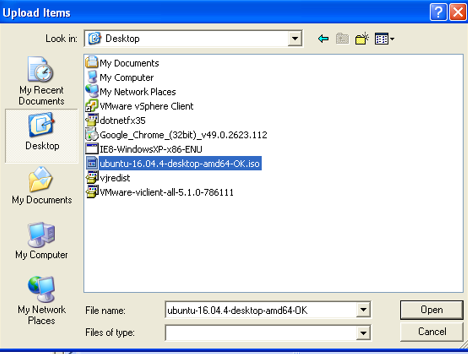 Upload Items
Look in:
Desktop
My Recent
Documents
Desktop
My Documents
My Computer
My Network
Places
My Documents
My Computer
My Network Places
VMware vSphere Client
dotnetfx35
Google_Chrome_(32bit)_v49.0.2623.112
IE8-WindowsXP-x86-ENU
ubuntu-16.04.4-desktop-amd64-OK.iso
vjredist
VMware-viclient-all-5.1.0-786111
File name:
ubuntu-16.04.4-desktop-amd64-OK
Open
Files of type:
Cancel